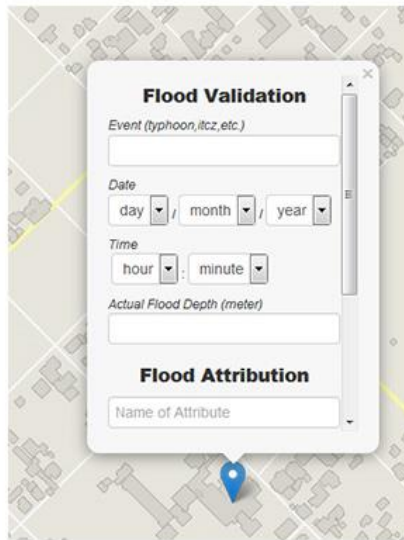 ×
Flood Validation
Event (typhoon,itcz,etc.)
Date
day / month / year
Time
hour : minute
Actual Flood Depth (meter)
Flood Attribution
Name of Attribute